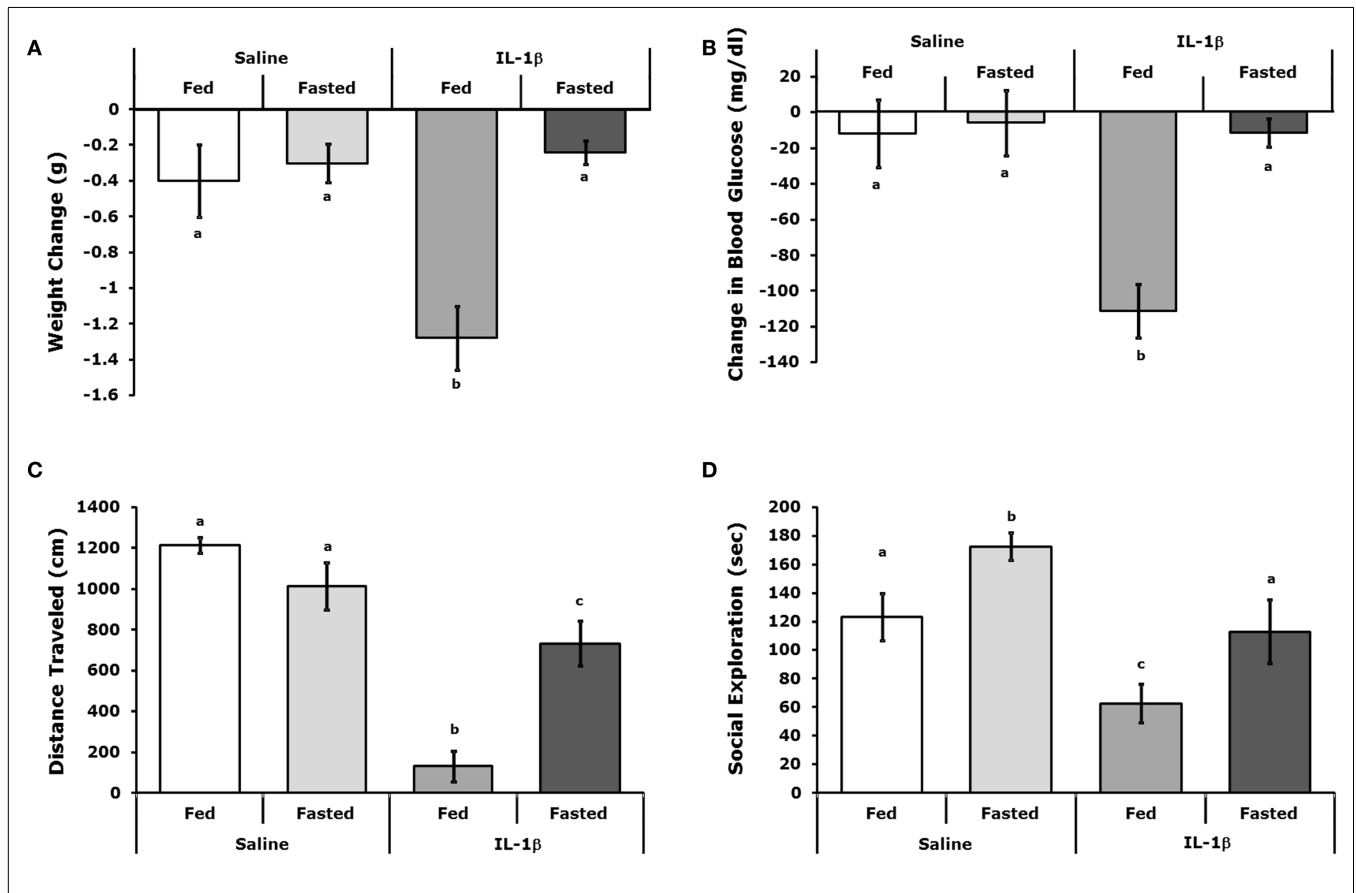 A
Saline IL-1β
Fed Fasted Fed Fasted
Weight Change (g)
0
-0.2
-0.4
-0.6
-0.8
-1
-1.2
-1.4
-1.6
a
a
b
a
B
Saline IL-1β
Fed Fasted Fed Fasted
Change in Blood Glucose (mg/dl)
20
0
-20
-40
-60
-80
-100
-120
-140
a
a
b
a
C
Distance Traveled (cm)
1400
1200
1000
800
600
400
200
0
a
a
b
c
Fed Fasted Fed Fasted
Saline IL-1β
D
Social Exploration (sec)
200
180
160
140
120
100
80
60
40
20
0
a
b
c
a
Fed Fasted Fed Fasted
Saline IL-1β